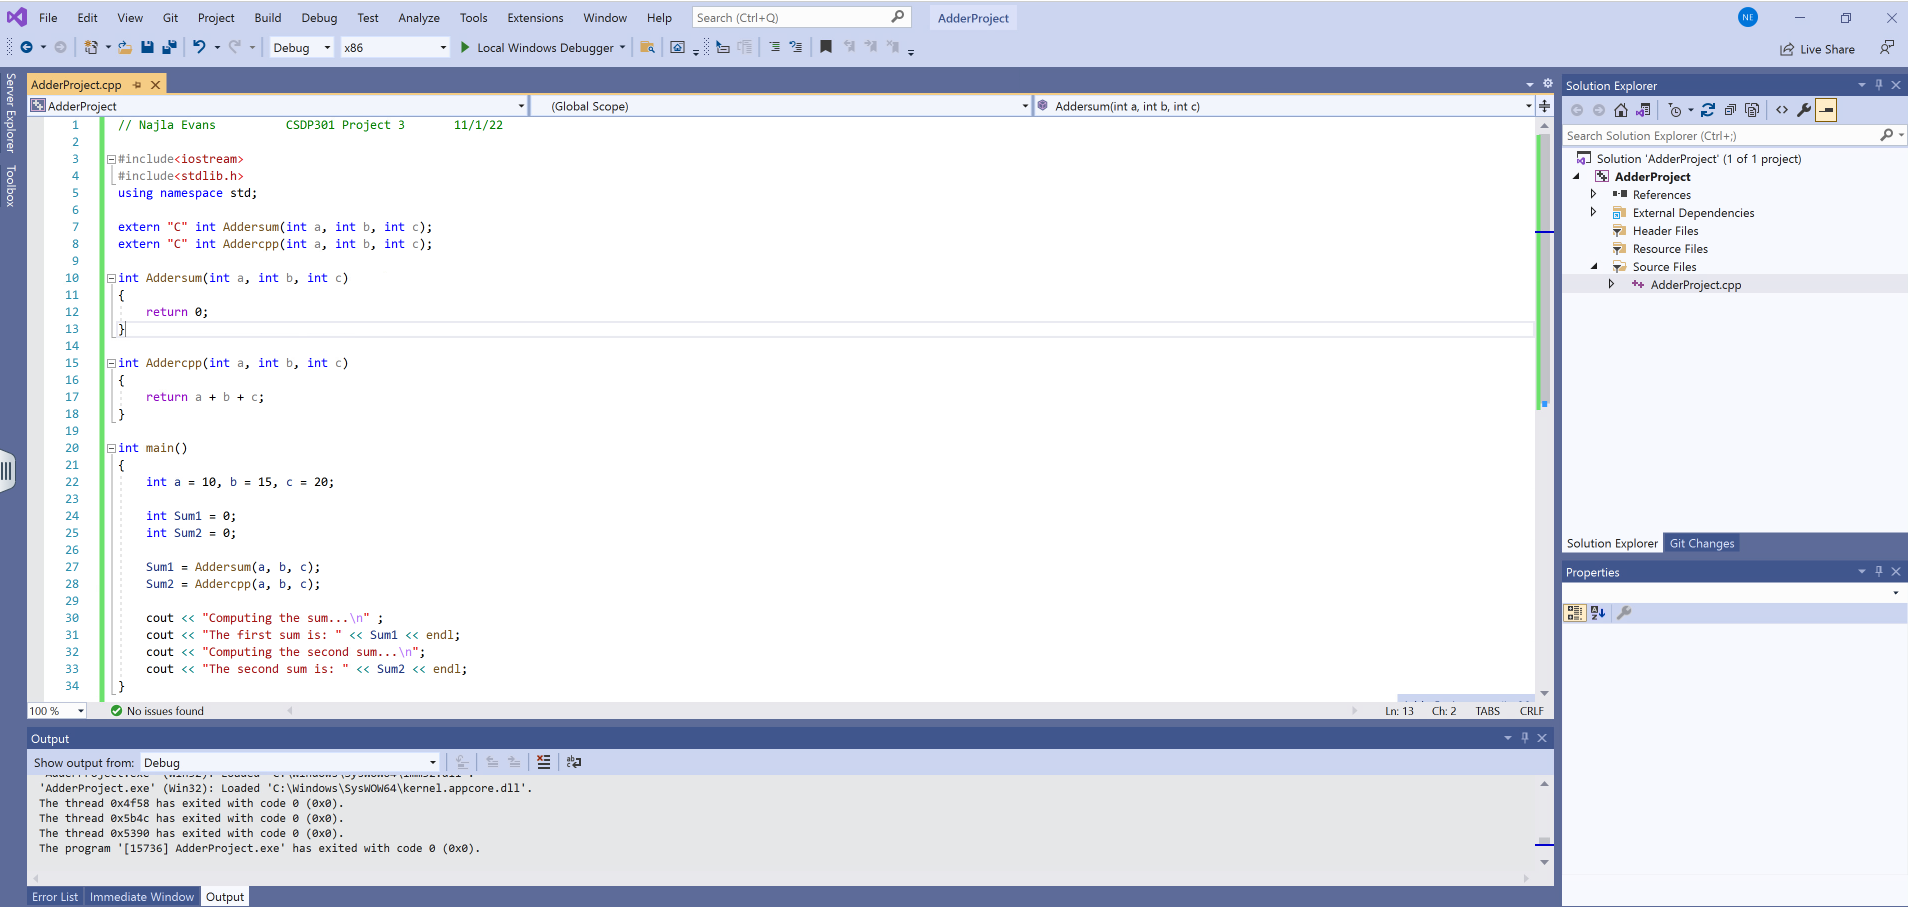 File Edit View Git Project Build Debug Test Analyze Tools Extensions Window Help Search (Ctrl+Q) AdderProject NE
Debug x86 Local Windows Debugger Live Share
Server Explorer
Toolbox
AdderProject.cpp
AdderProject (Global Scope) Addersum(int a, int b, int c)
1 // Najla Evans CSDP301 Project 3 11/1/22
2
3 #include<iostream>
4 #include<stdlib.h>
5 using namespace std;
6
7 extern "C" int Addersum(int a, int b, int c);
8 extern "C" int Addercpp(int a, int b, int c);
9
10 int Addersum(int a, int b, int c)
11 {
12 return 0;
13 }
14
15 int Addercpp(int a, int b, int c)
16 {
17 return a + b + c;
18 }
19
20 int main()
21 {
22 int a = 10, b = 15, c = 20;
23
24 int Sum1 = 0;
25 int Sum2 = 0;
26
27 Sum1 = Addersum(a, b, c);
28 Sum2 = Addercpp(a, b, c);
29
30 cout << "Computing the sum...\n" ;
31 cout << "The first sum is: " << Sum1 << endl;
32 cout << "Computing the second sum...\n";
33 cout << "The second sum is: " << Sum2 << endl;
34 }
100 % No issues found Ln: 13 Ch: 2 TABS CRLF
Output
Show output from: Debug
'AdderProject.exe' (Win32): Loaded 'C:\Windows\SysWOW64\imm32.dll'.
'AdderProject.exe' (Win32): Loaded 'C:\Windows\SysWOW64\kernel.appcore.dll'.
The thread 0x4f58 has exited with code 0 (0x0).
The thread 0x5b4c has exited with code 0 (0x0).
The thread 0x5390 has exited with code 0 (0x0).
The program '[15736] AdderProject.exe' has exited with code 0 (0x0).
Error List Immediate Window Output
Solution Explorer
Search Solution Explorer (Ctrl+;)
Solution 'AdderProject' (1 of 1 project)
AdderProject
References
External Dependencies
Header Files
Resource Files
Source Files
AdderProject.cpp
Solution Explorer Git Changes
Properties